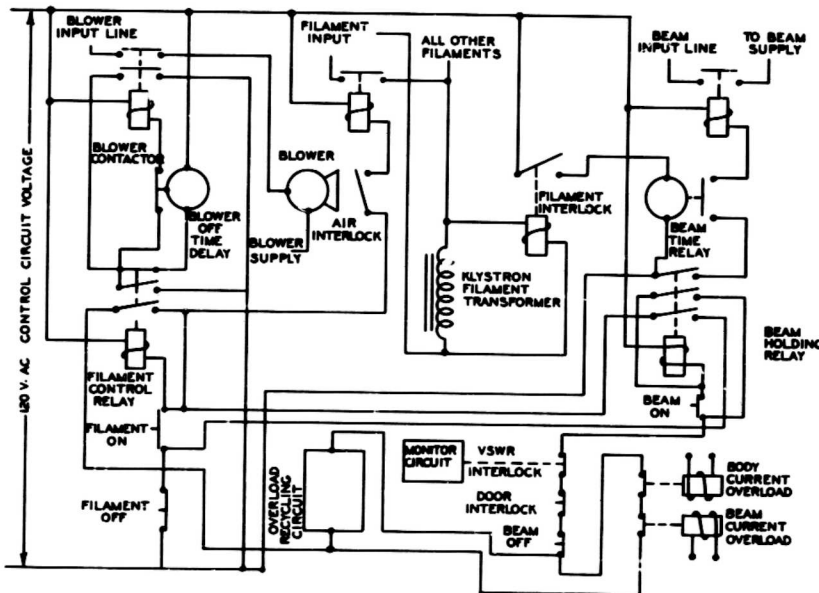 BLOWER
INPUT LINE
FILAMENT
INPUT
ALL OTHER
FILAMENTS
BEAM
INPUT LINE
TO BEAM
SUPPLY
120 V. AC CONTROL CIRCUIT VOLTAGE
BLOWER
CONTACTOR
BLOWER
OFF
TIME
DELAY
BLOWER
BLOWER
SUPPLY
AIR
INTERLOCK
FILAMENT
INTERLOCK
BEAM
TIME
RELAY
KLYSTRON
FILAMENT
TRANSFORMER
BEAM
HOLDING
RELAY
FILAMENT
CONTROL
RELAY
FILAMENT
ON
BEAM
ON
FILAMENT
OFF
OVERLOAD
RECYCLING
CIRCUIT
MONITOR
CIRCUIT
VSWR
INTERLOCK
DOOR
INTERLOCK
BEAM
OFF
BODY
CURRENT
OVERLOAD
BEAM
CURRENT
OVERLOAD